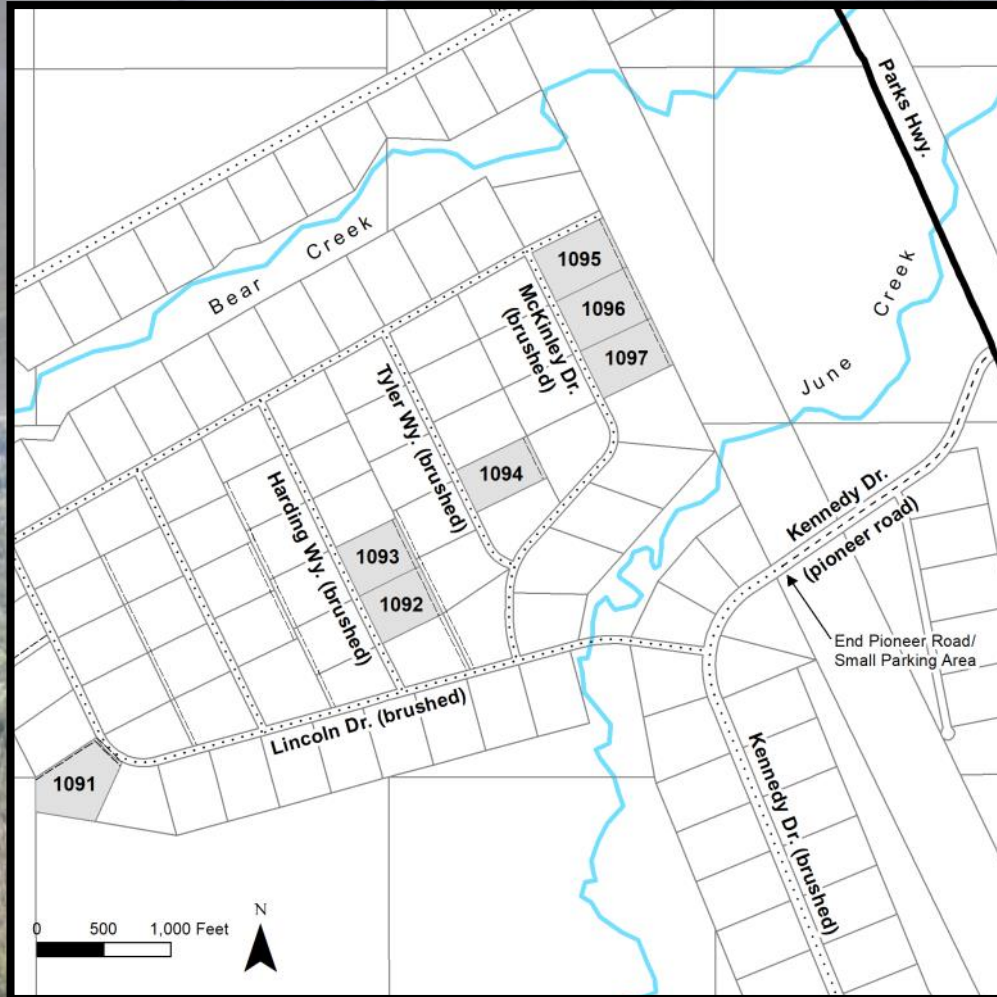 Parks Hwy.
Bear Creek
June Creek
1095
1096
1097
McKinley Dr.
(brushed)
Tyler Wy. (brushed)
1094
Harding Wy. (brushed)
1093
1092
Kennedy Dr.
(pioneer road)
End Pioneer Road/
Small Parking Area
Lincoln Dr. (brushed)
1091
Kennedy Dr. (brushed)
0 500 1,000 Feet
N